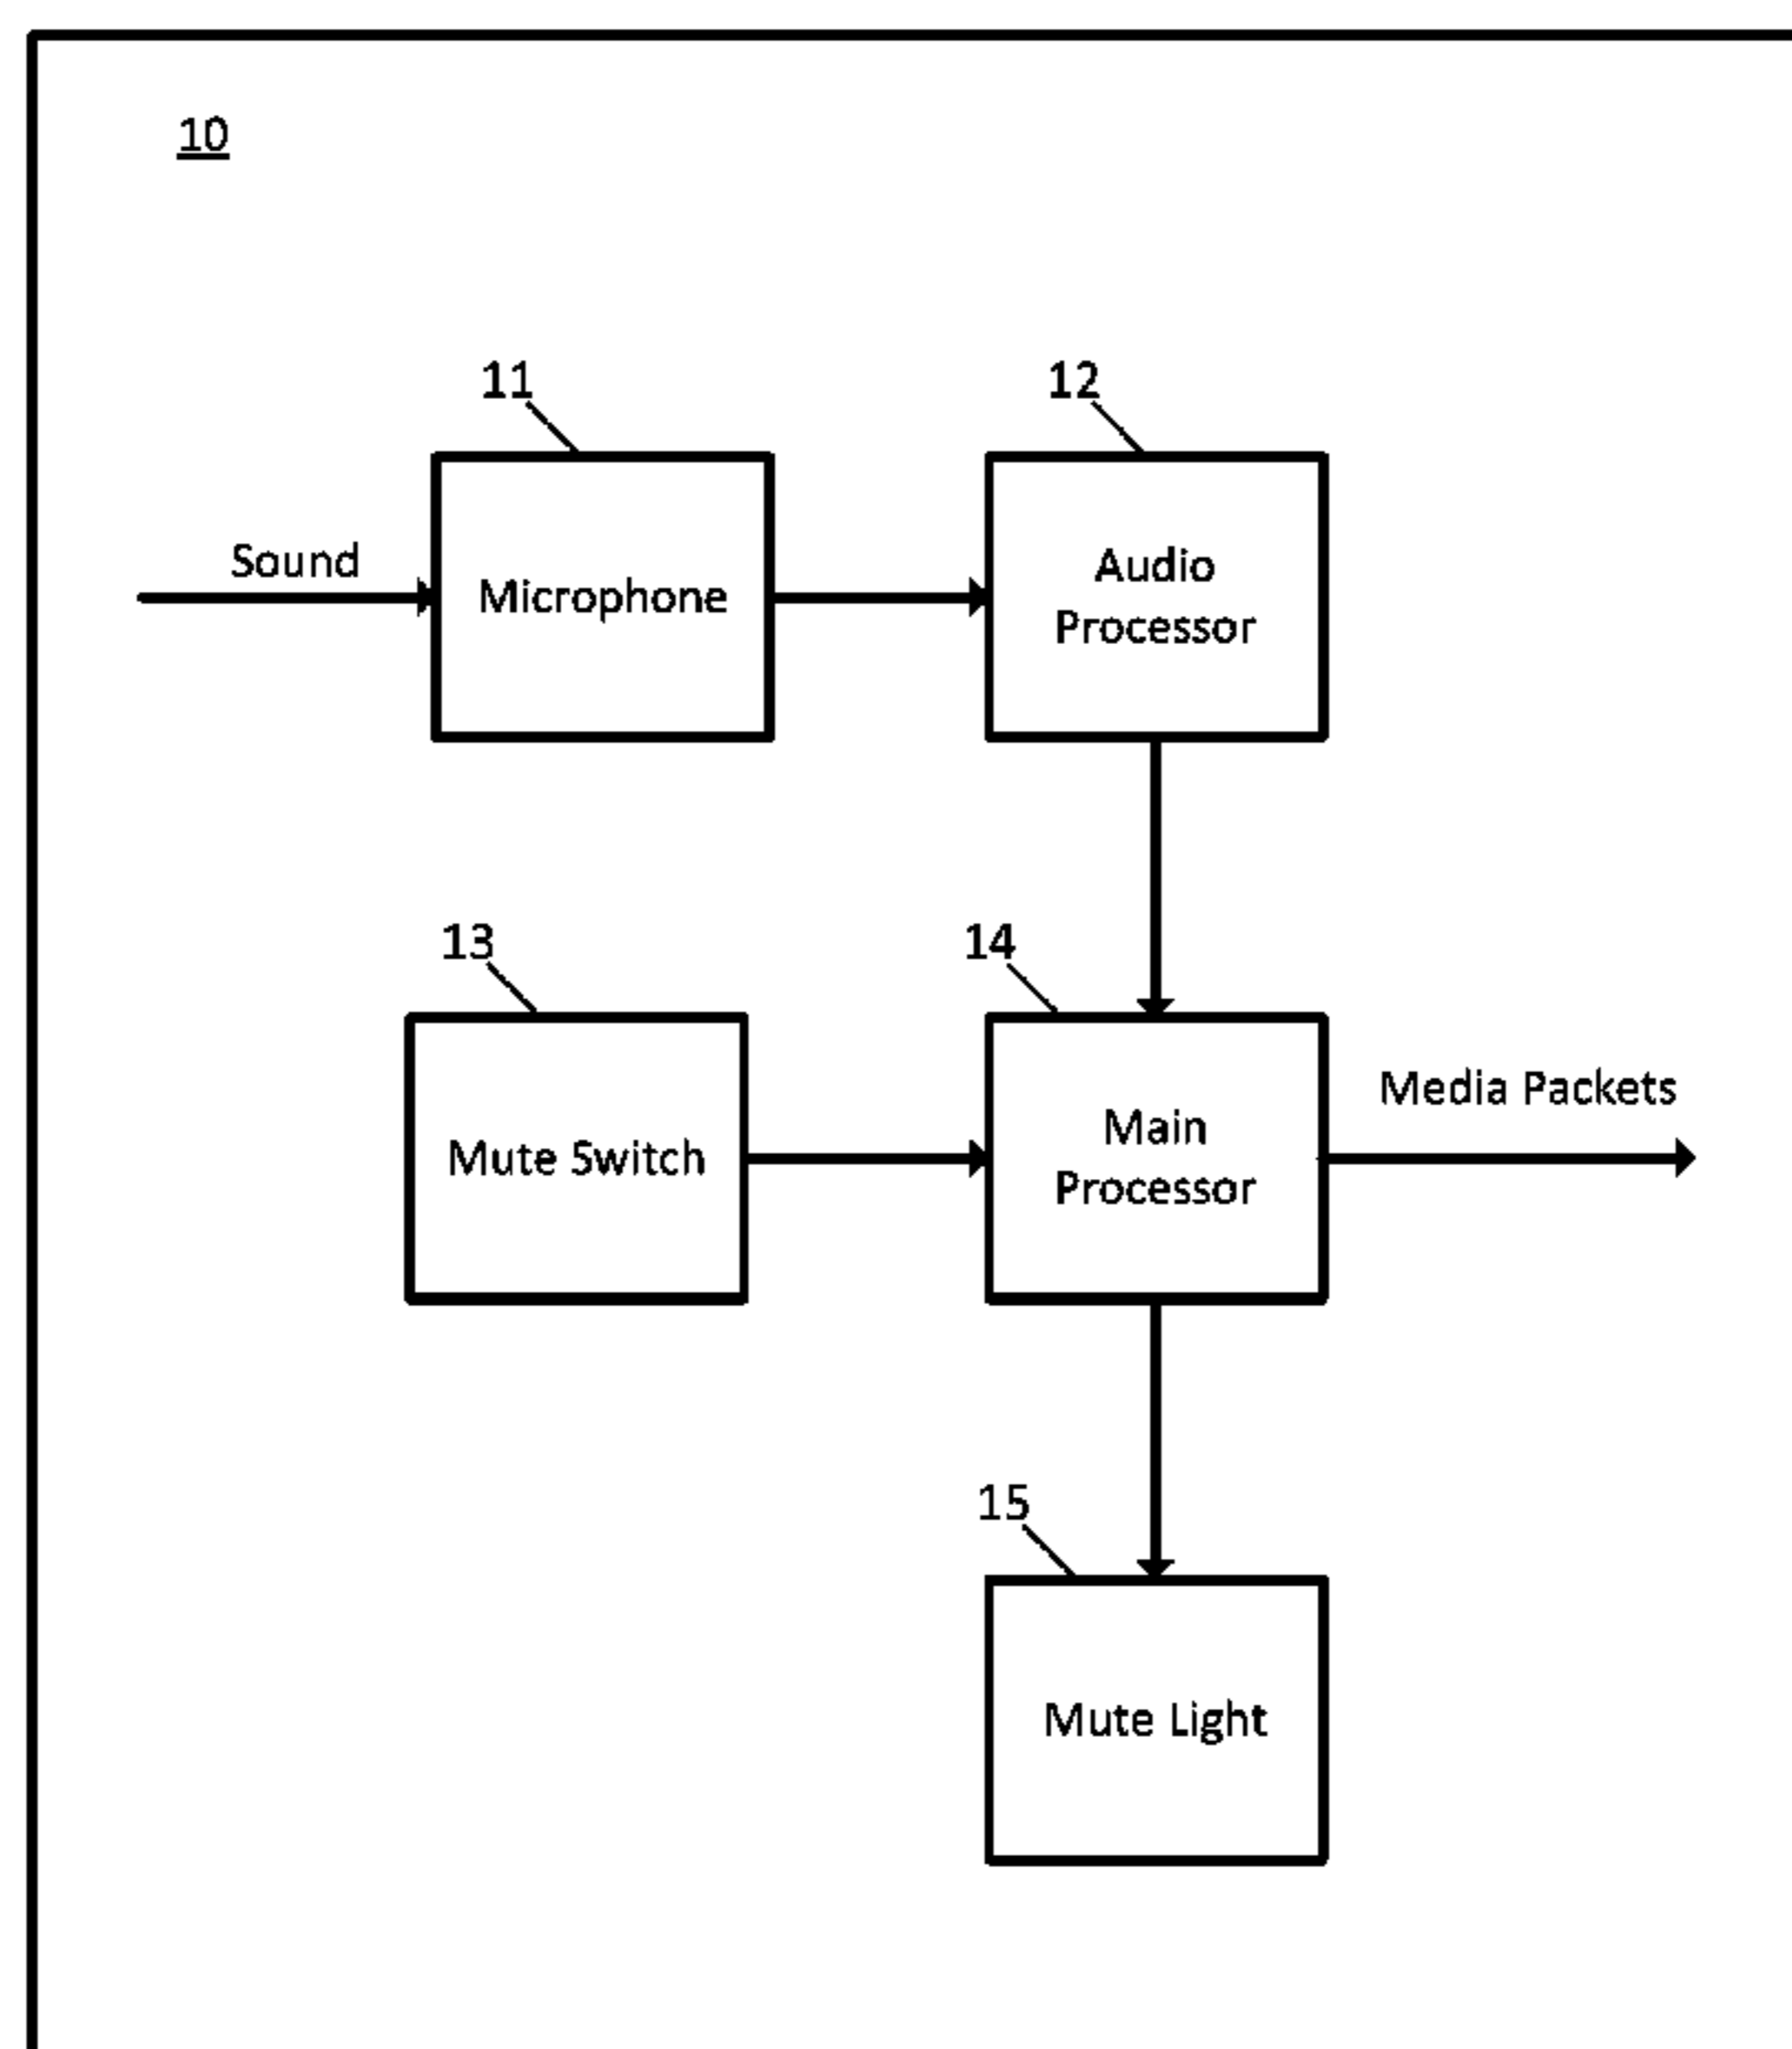 10
11
12
Sound
Microphone
Audio
Processor
13
14
Mute Switch
Main
Processor
Media Packets
15
Mute Light